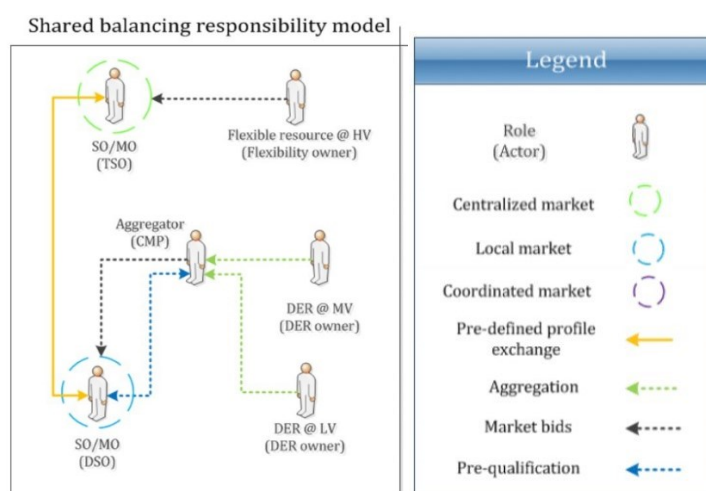 Shared balancing responsibility model
SO/MO
(TSO)
Flexible resource @ HV
(Flexibility owner)
Aggregator
(CMP)
DER @ MV
(DER owner)
SO/MO
(DSO)
DER @ LV
(DER owner)
Legend
Role
(Actor)
Centralized market
Local market
Coordinated market
Pre-defined profile
exchange
Aggregation
Market bids
Pre-qualification